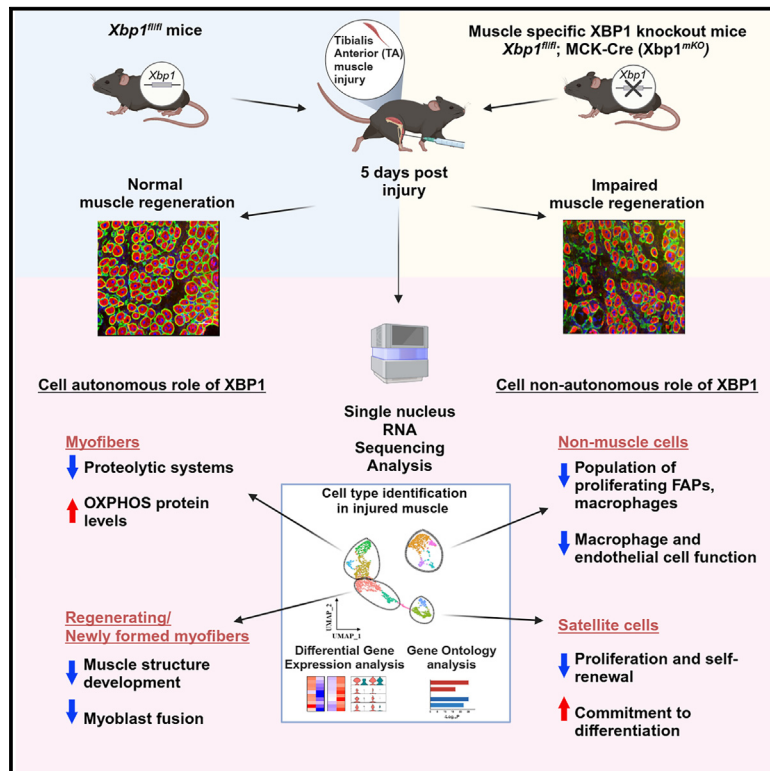 Xbp1fl/fl mice
Xbp1
Tibialis
Anterior (TA)
muscle
injury
Muscle specific XBP1 knockout mice
Xbp1fl/fl; MCK-Cre (Xbp1mKO)
Xbp1
5 days post
injury
Normal
muscle regeneration
Impaired
muscle regeneration
Cell autonomous role of XBP1
Cell non-autonomous role of XBP1
Single nucleus
RNA
Sequencing
Analysis
Myofibers
Proteolytic systems
OXPHOS protein
levels
Non-muscle cells
Population of
proliferating FAPs,
macrophages
Macrophage and
endothelial cell function
Cell type identification
in injured muscle
UMAP_2
UMAP_1
Differential Gene
Expression analysis
Gene Ontology
analysis
-Log10P
Regenerating/
Newly formed myofibers
Muscle structure
development
Myoblast fusion
Satellite cells
Proliferation and self-
renewal
Commitment to
differentiation